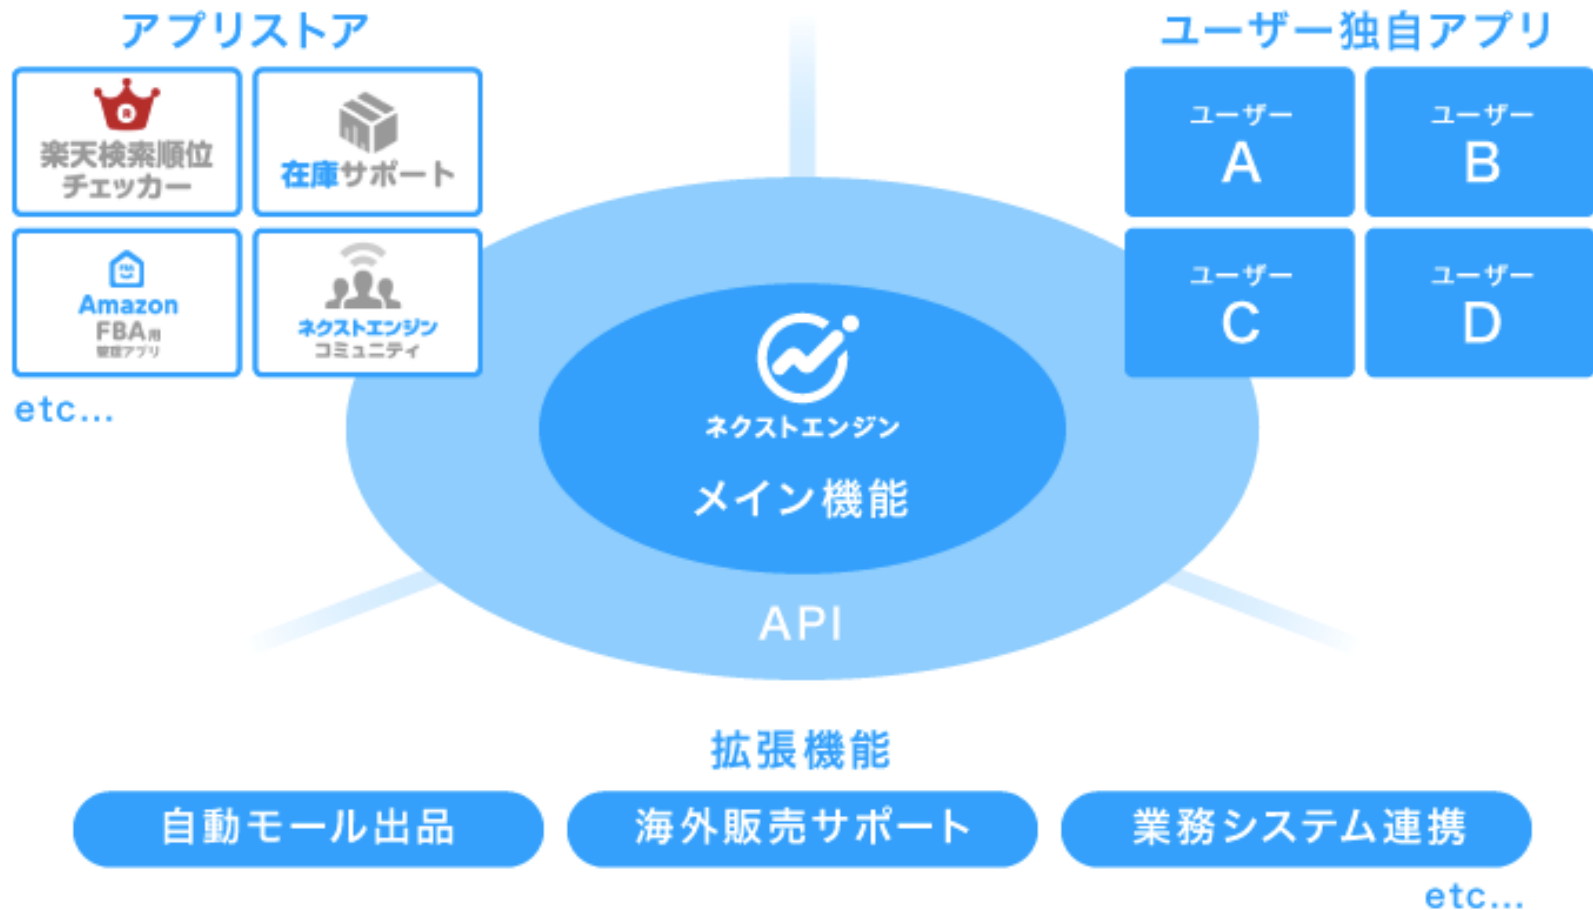 アプリストア
楽天検索順位
チェッカー
在庫サポート
Amazon
FBA用
管理アプリ
ネクストエンジン
コミュニティ
etc...
ユーザー独自アプリ
ユーザー
A
ユーザー
B
ユーザー
C
ユーザー
D
ネクストエンジン
メイン機能
API
拡張機能
自動モール出品
海外販売サポート
業務システム連携
etc...